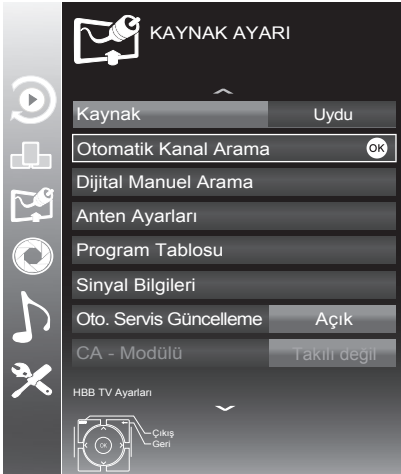 KAYNAK AYARI
Kaynak Uydu
Otomatik Kanal Arama OK
Dijital Manuel Arama
Anten Ayarları
Program Tablosu
Sinyal Bilgileri
Oto. Servis Güncelleme Açık
CA - Modülü Takılı değil
HBB TV Ayarları
Çıkış
OK Geri